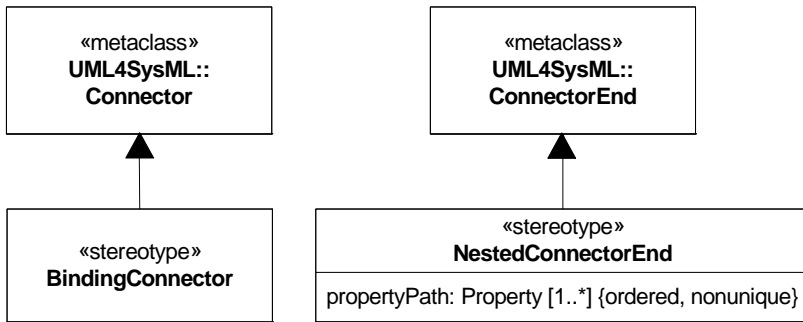 «metaclass»
UML4SysML::
Connector
«metaclass»
UML4SysML::
ConnectorEnd
«stereotype»
BindingConnector
«stereotype»
NestedConnectorEnd
propertyPath: Property [1..*] {ordered, nonunique}